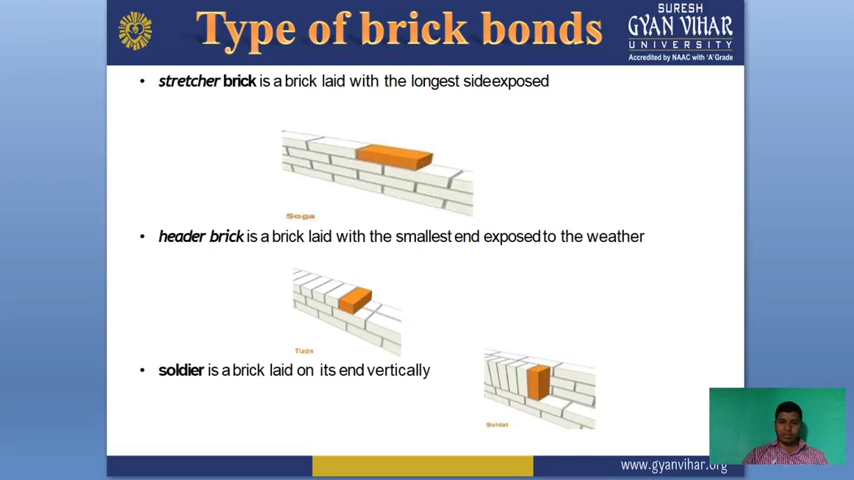 Type of brick bonds
SURESH
GYAN VIHAR
UNIVERSITY
Accredited by NAAC with 'A' Grade
• stretcher brick is a brick laid with the longest side exposed
Soga
• header brick is a brick laid with the smallest end exposed to the weather
Tizón
• soldier is a brick laid on its end vertically
Soldat
www.gyanvihar.org